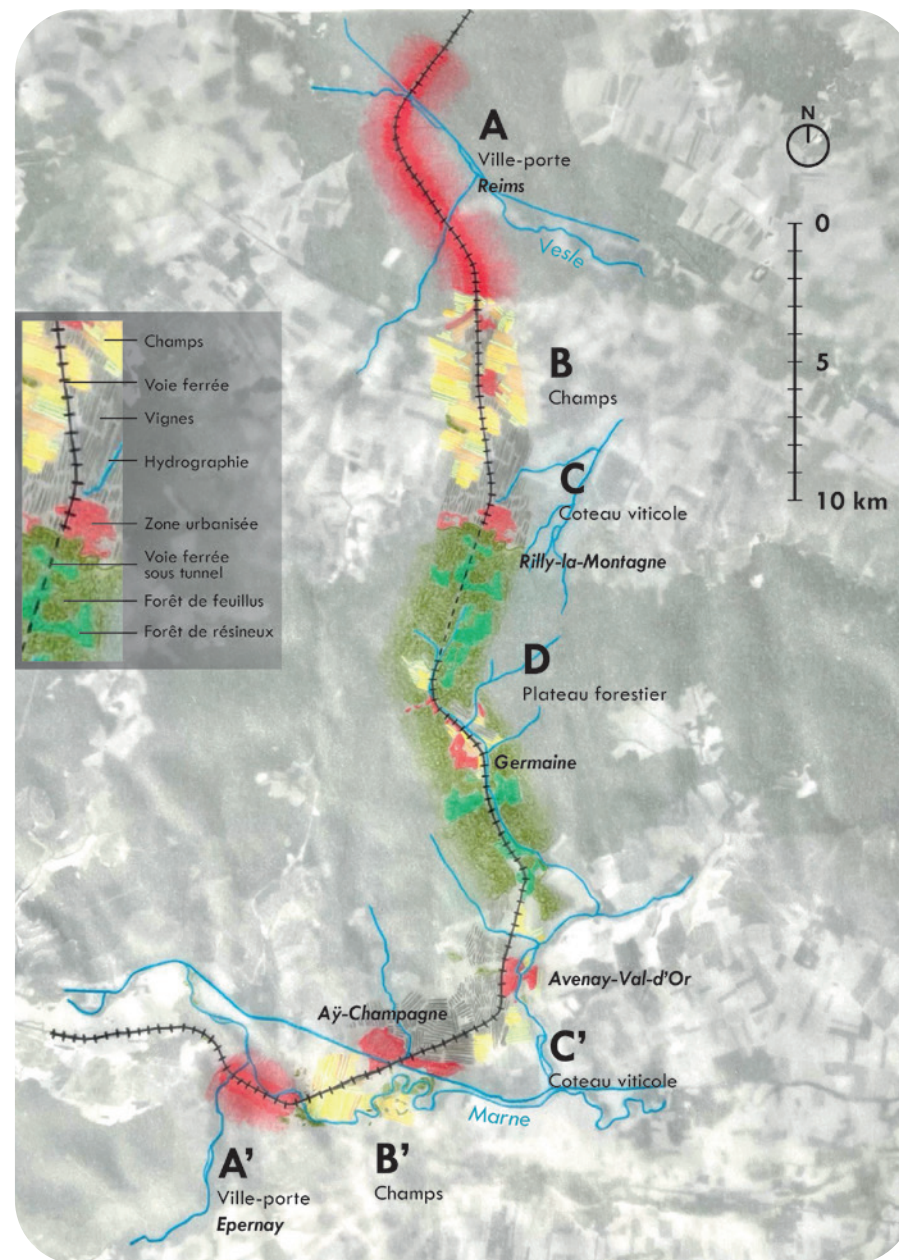 A
Ville-porte
Reims
Vesle
N
0
5
10 km
Champs
Voie ferrée
Vignes
Hydrographie
Zone urbanisée
Voie ferrée
sous tunnel
Forêt de feuillus
Forêt de résineux
B
Champs
C
Coteau viticole
Rilly-la-Montagne
D
Plateau forestier
Germaine
Avenay-Val-d'Or
Aÿ-Champagne
C'
Coteau viticole
Marne
A'
Ville-porte
Epernay
B'
Champs